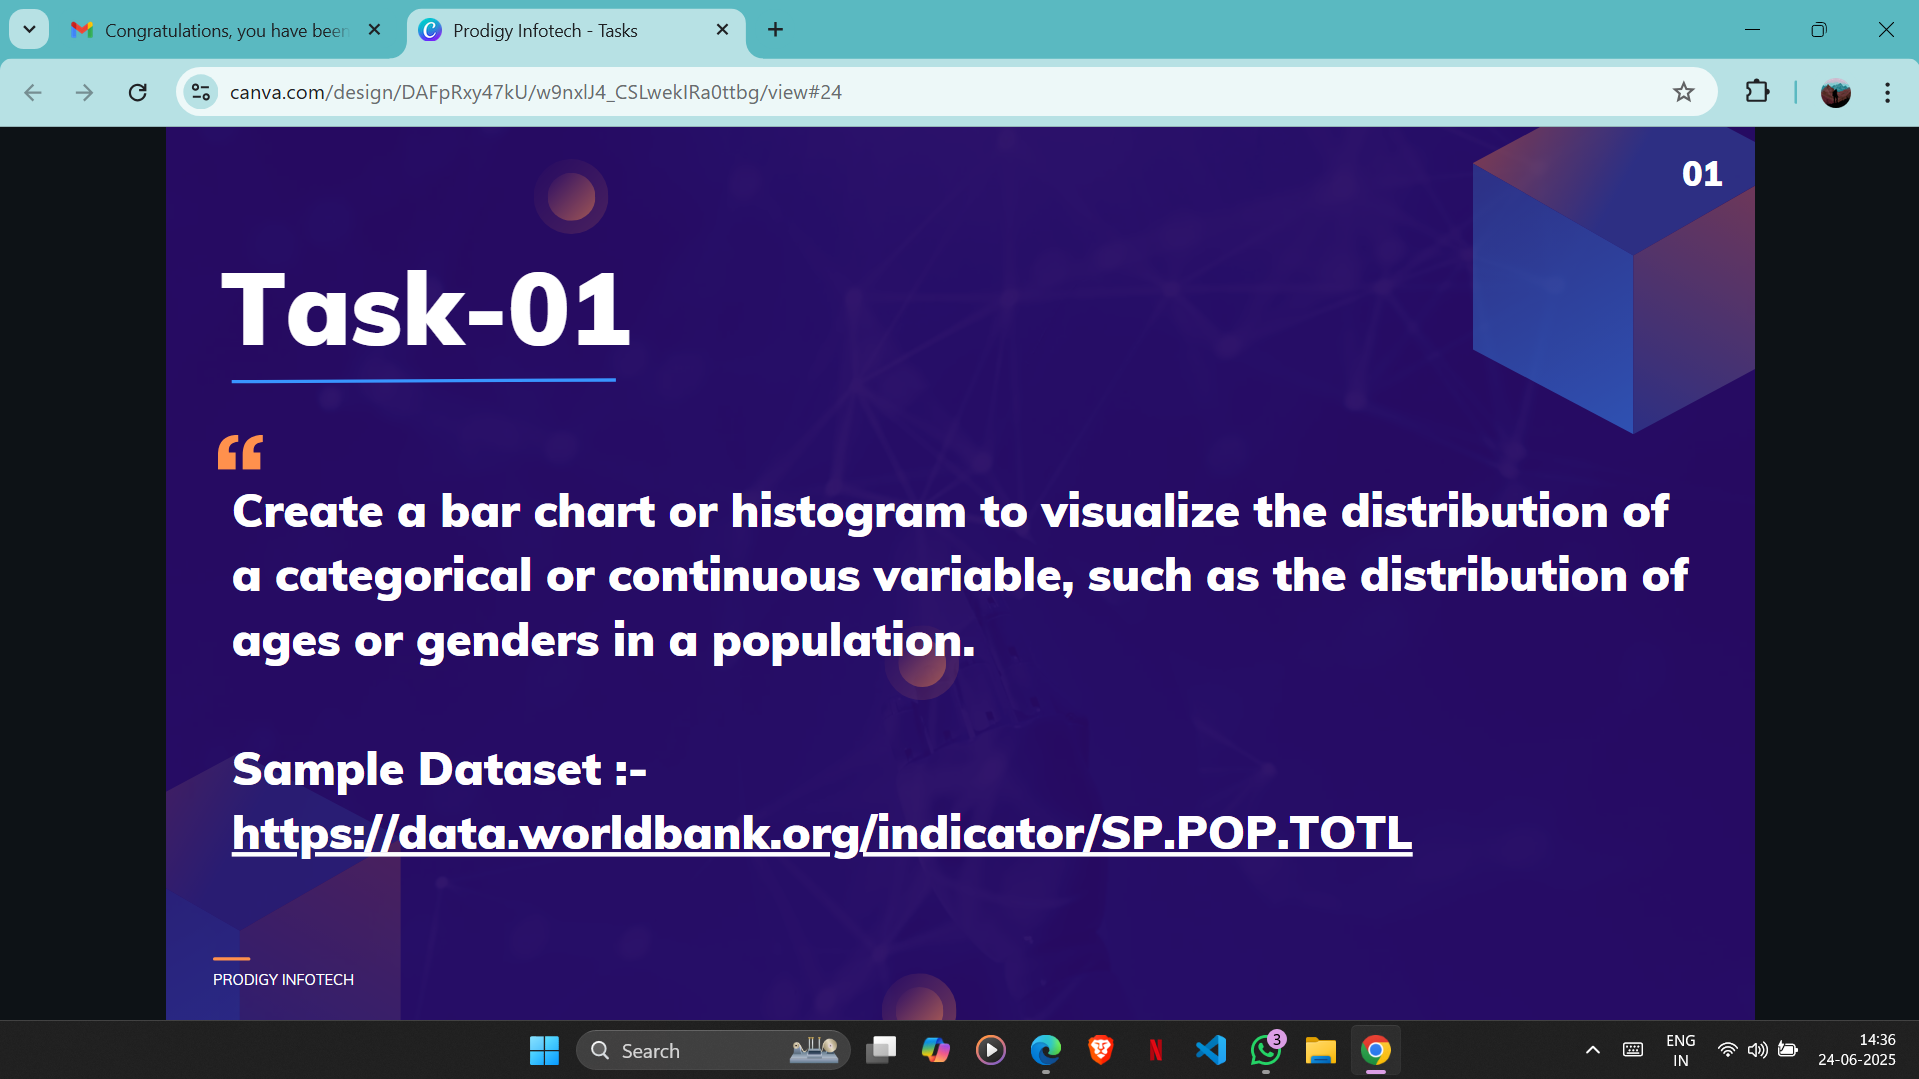 Congratulations, you have been
Prodigy Infotech - Tasks
canva.com/design/DAFpRxy47kU/w9nxlJ4_CSLwekIRa0ttbg/view#24
01
Task-01
“
Create a bar chart or histogram to visualize the distribution of
a categorical or continuous variable, such as the distribution of
ages or genders in a population.
Sample Dataset :-
https://data.worldbank.org/indicator/SP.POP.TOTL
PRODIGY INFOTECH
Search
3
ENG
IN
14:36
24-06-2025